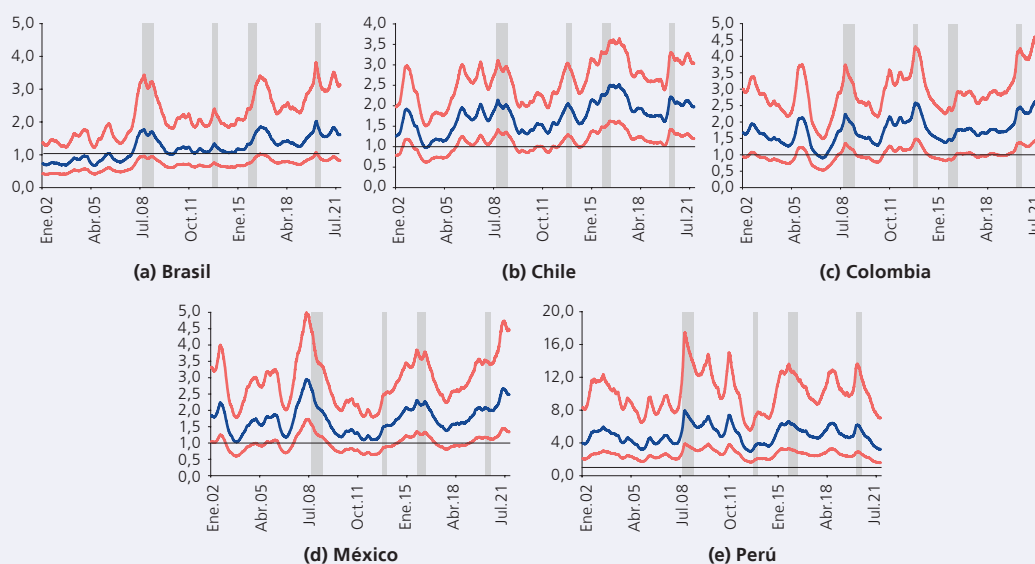 5,0
4,0
3,0
2,0
1,0
0,0
Ene.02
Abr.05
Jul.08
Oct.11
Ene.15
Abr.18
Jul.21
(a) Brasil
4,0
3,5
3,0
2,5
2,0
1,5
1,0
0,5
0,0
Ene.02
Abr.05
Jul.08
Oct.11
Ene.15
Abr.18
Jul.21
(b) Chile
5,0
4,5
4,0
3,5
3,0
2,5
2,0
1,5
1,0
0,5
0,0
Ene.02
Abr.05
Jul.08
Oct.11
Ene.15
Abr.18
Jul.21
(c) Colombia
5,0
4,5
4,0
3,5
3,0
2,5
2,0
1,5
1,0
0,5
0,0
Ene.02
Abr.05
Jul.08
Oct.11
Ene.15
Abr.18
Jul.21
(d) México
20,0
16,0
12,0
8,0
4,0
0,0
Ene.02
Abr.05
Jul.08
Oct.11
Ene.15
Abr.18
Jul.21
(e) Perú